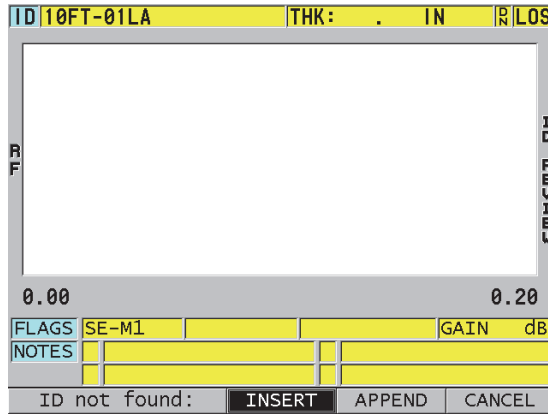 ID 10FT-01LA THK: . IN DN LOS
RF
ID REVIEW
0.00 0.20
FLAGS SE-M1 GAIN dB
NOTES
ID not found: INSERT APPEND CANCEL